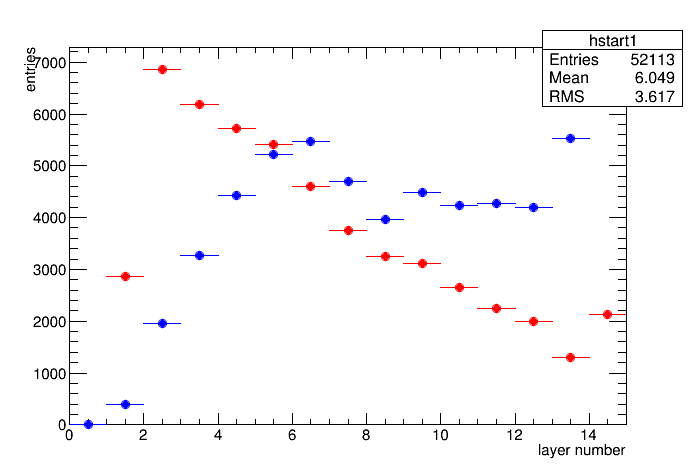 hstart1
Entries 52113
Mean 6.049
RMS 3.617
entries
7000
6000
5000
4000
3000
2000
1000
0
0 2 4 6 8 10 12 14
layer number